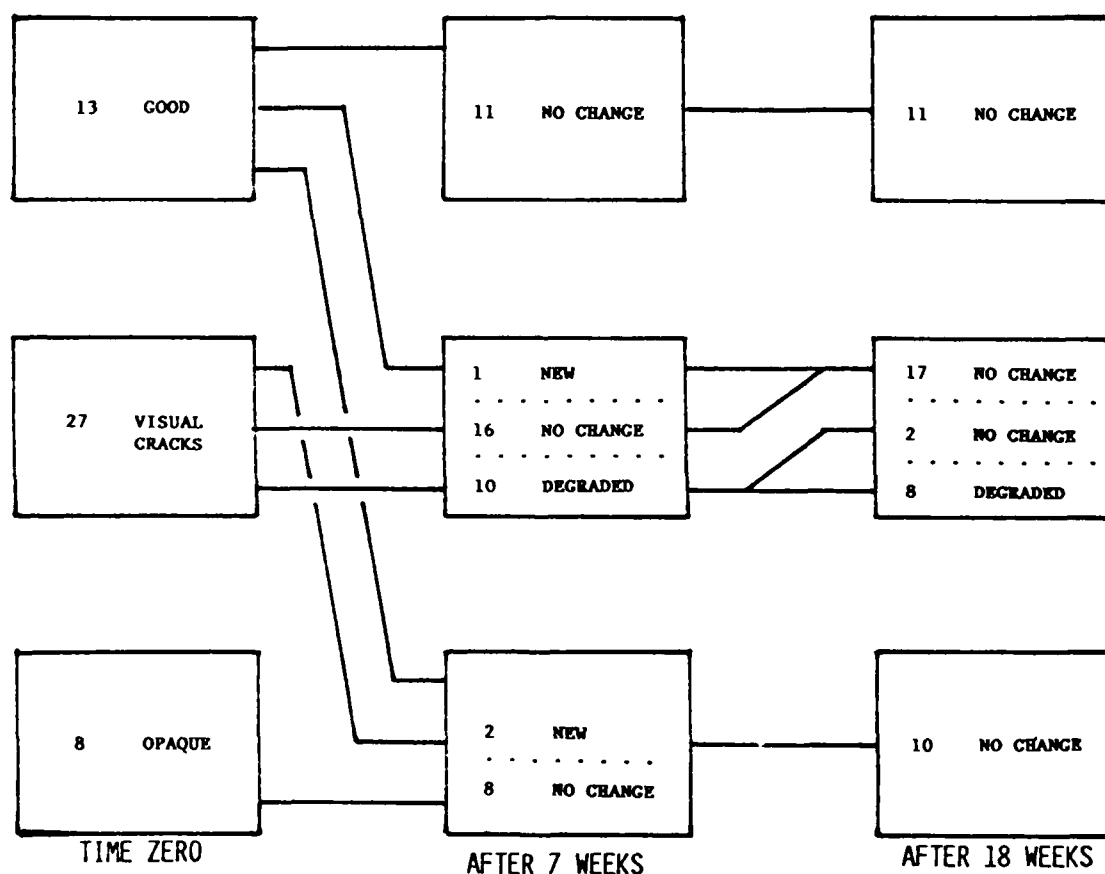 13 GOOD
11 NO CHANGE
11 NO CHANGE
27 VISUAL
CRACKS
1 NEW
16 NO CHANGE
10 DEGRADED
17 NO CHANGE
2 NO CHANGE
8 DEGRADED
8 OPAQUE
2 NEW
8 NO CHANGE
10 NO CHANGE
TIME ZERO
AFTER 7 WEEKS
AFTER 18 WEEKS